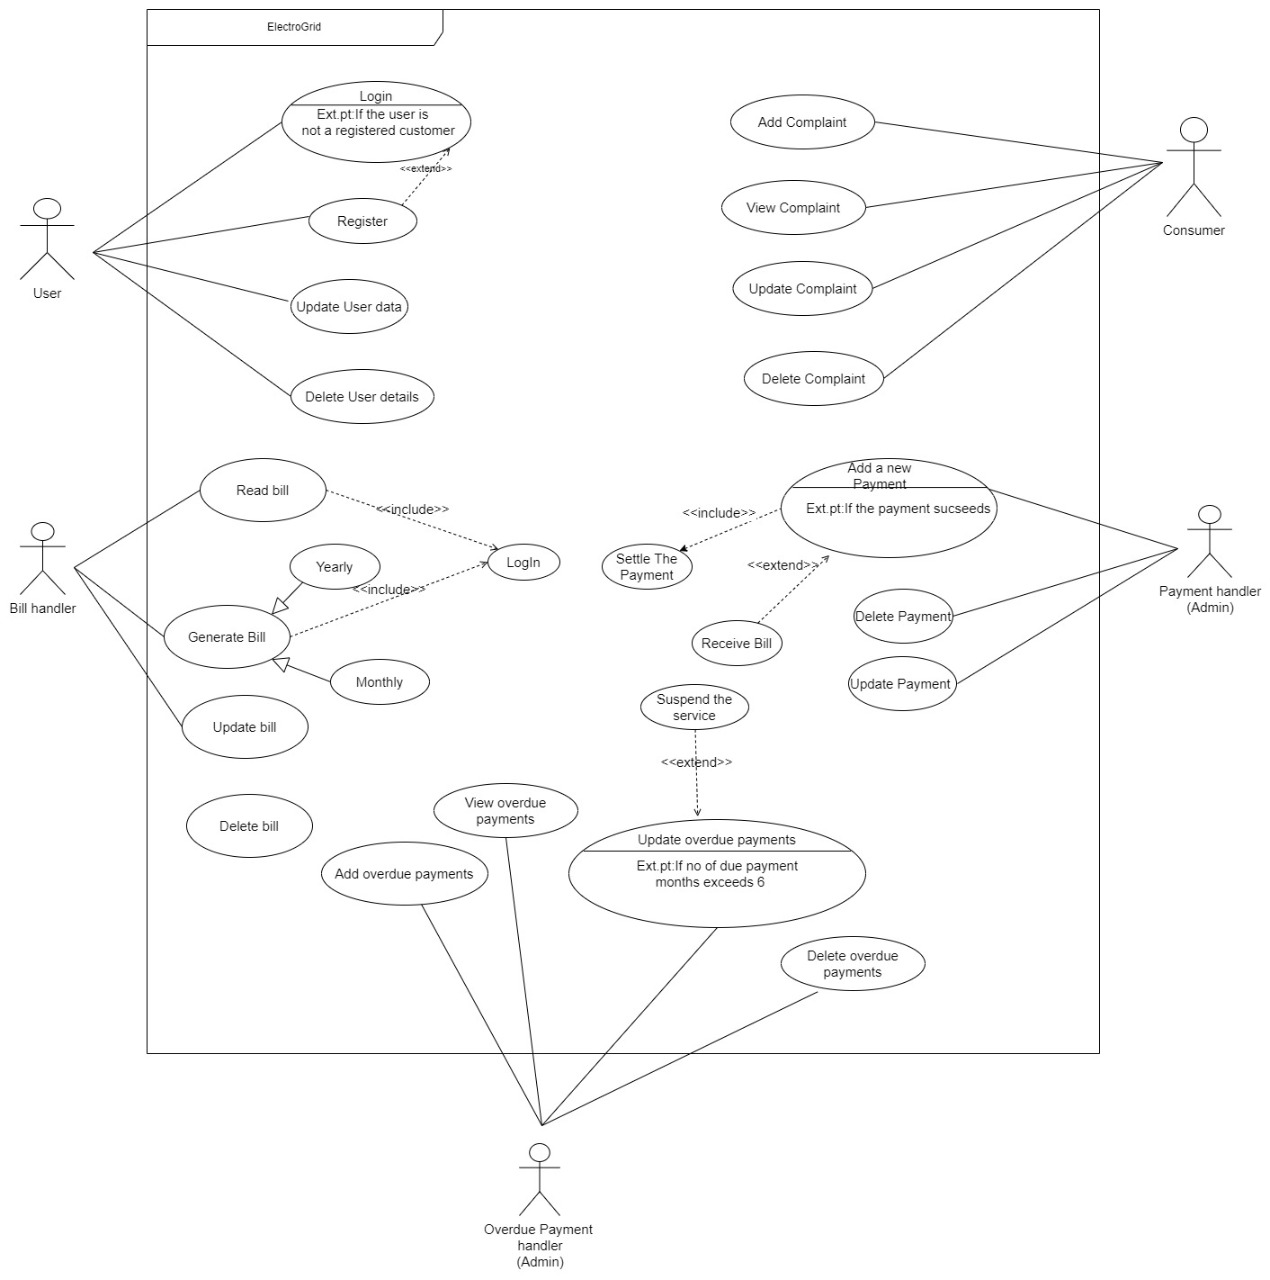 ElectroGrid
Login
Ext.pt:If the user is
not a registered customer
<<extend>>
Register
Update User data
Delete User details
User
Add Complaint
View Complaint
Update Complaint
Delete Complaint
Consumer
Read bill
<<include>>
LogIn
Yearly
<<include>>
Generate Bill
Monthly
Update bill
Delete bill
Bill handler
Add a new
Payment
Ext.pt:If the payment sucseeds
<<include>>
Settle The
Payment
<<extend>>
Receive Bill
Delete Payment
Update Payment
Payment handler
(Admin)
Suspend the
service
<<extend>>
View overdue
payments
Add overdue payments
Update overdue payments
Ext.pt:If no of due payment
months exceeds 6
Delete overdue
payments
Overdue Payment
handler
(Admin)